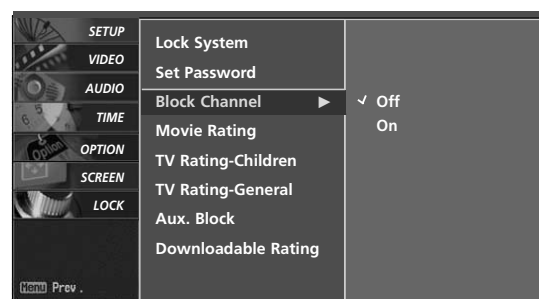 SETUP
VIDEO
AUDIO
TIME
OPTION
SCREEN
LOCK
Menu Prev.
Lock System
Set Password
Block Channel ▶
Movie Rating
TV Rating-Children
TV Rating-General
Aux. Block
Downloadable Rating
✓ Off
On